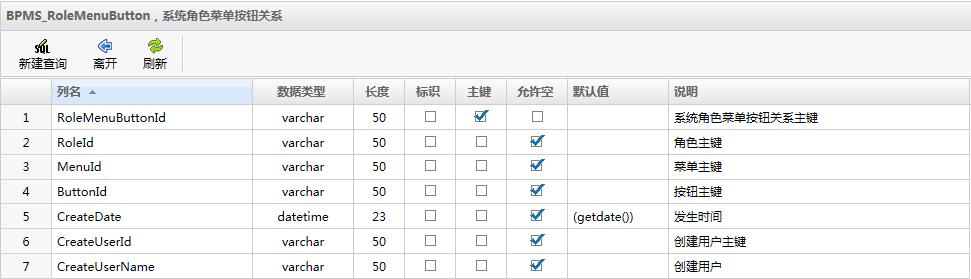 BPMS_RoleMenuButton，系统角色菜单按钮关系
SQL
新建查询 离开 刷新
列名 数据类型 长度 标识 主键 允许空 默认值 说明
1 RoleMenuButtonId varchar 50 系统角色菜单按钮关系主键
2 RoleId varchar 50 角色主键
3 MenuId varchar 50 菜单主键
4 ButtonId varchar 50 按钮主键
5 CreateDate datetime 23 (getdate()) 发生时间
6 CreateUserId varchar 50 创建用户主键
7 CreateUserName varchar 50 创建用户